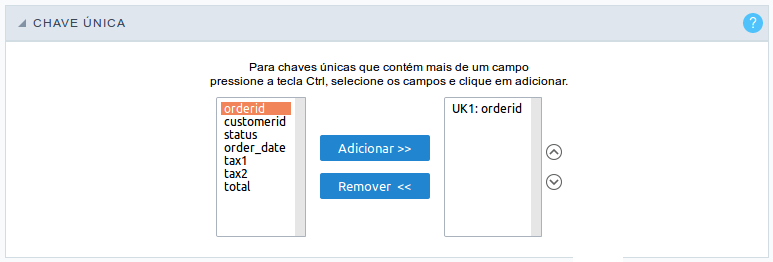 CHAVE ÚNICA
?
Para chaves únicas que contém mais de um campo
pressione a tecla Ctrl, selecione os campos e clique em adicionar.
orderid
customerid
status
order_date
tax1
tax2
total
Adicionar >>
Remover <<
UK1: orderid